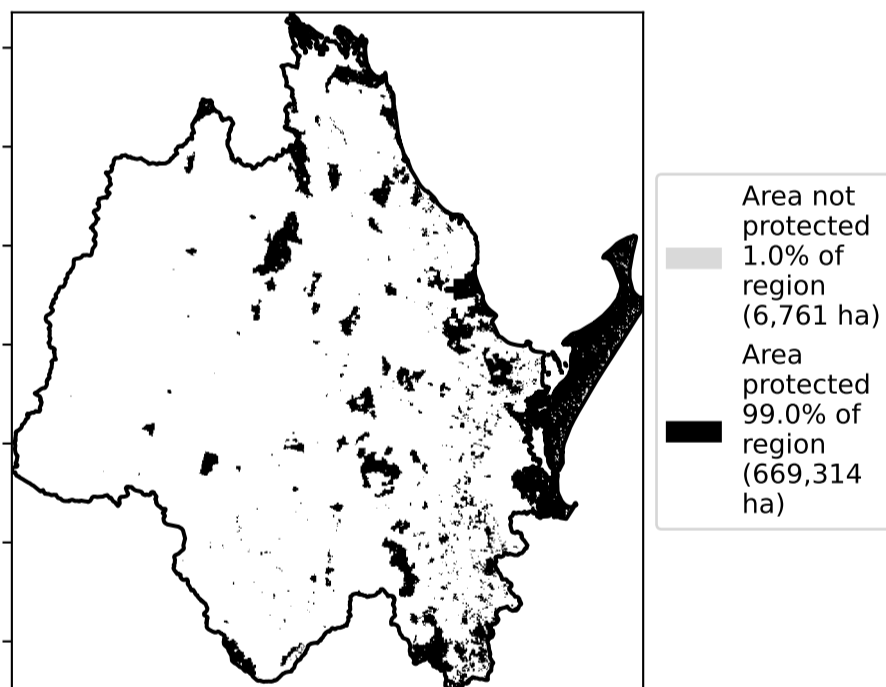 Area not
protected
1.0% of
region
(6,761 ha)
Area
protected
99.0% of
region
(669,314
ha)